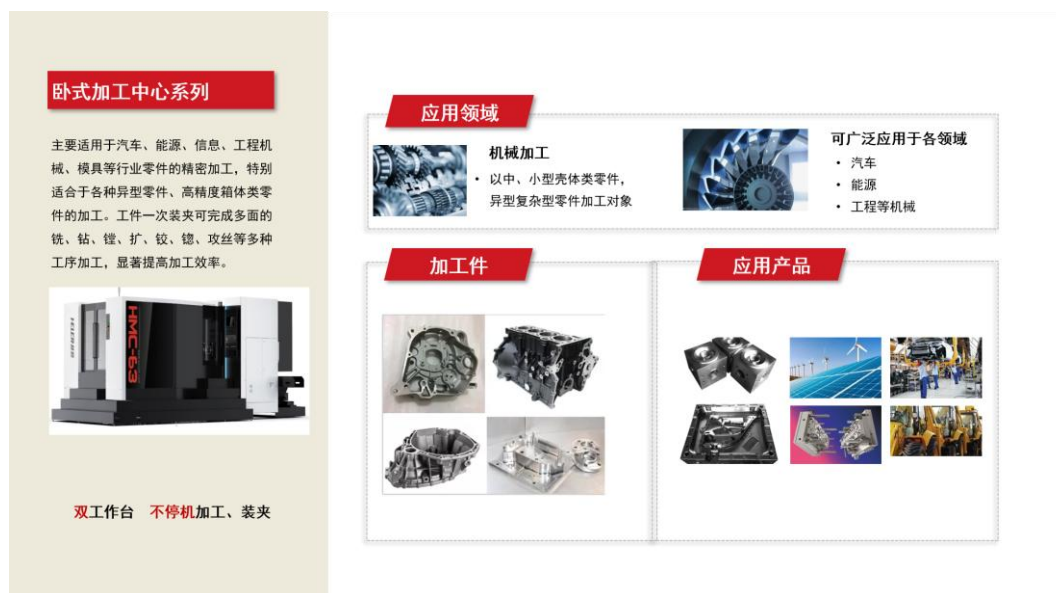 卧式加工中心系列
主要适用于汽车、能源、信息、工程机
械、模具等行业零件的精密加工，特别
适合于各种异型零件、高精度箱体类零
件的加工。工件一次装夹可完成多面的
铣、钻、镗、扩、铰、锪、攻丝等多种
工序加工，显著提高加工效率。
HMC-63
双工作台 不停机加工、装夹
应用领域
机械加工
• 以中、小型壳体类零件，
异型复杂型零件加工对象
可广泛应用于各领域
• 汽车
• 能源
• 工程等机械
加工件
应用产品